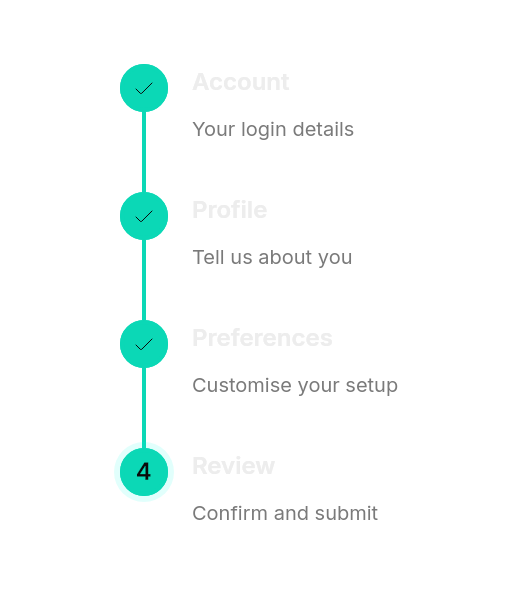 Account
Your login details
Profile
Tell us about you
Preferences
Customise your setup
4
Review
Confirm and submit